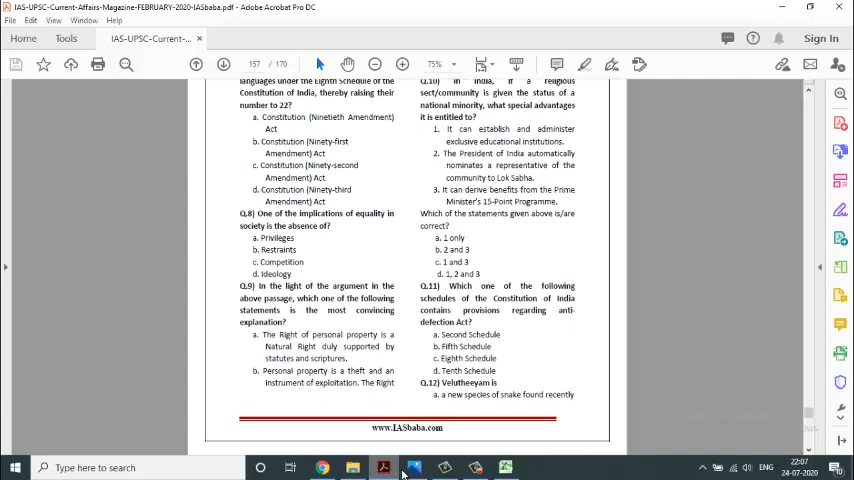 IAS-UPSC-Current-Affairs-Magazine-FEBRUARY-2020-IASbaba.pdf - Adobe Acrobat Pro DC
File Edit View Window Help
Home Tools IAS-UPSC-Current-... × Sign In
157 / 170 75%
languages under the Eighth Schedule of the
Constitution of India, thereby raising their
number to 22?
a. Constitution (Ninetieth Amendment)
Act
b. Constitution (Ninety-first
Amendment) Act
c. Constitution (Ninety-second
Amendment) Act
d. Constitution (Ninety-third
Amendment) Act
Q.8) One of the implications of equality in
society is the absence of?
a. Privileges
b. Restraints
c. Competition
d. Ideology
Q.9) In the light of the argument in the
above passage, which one of the following
statements is the most convincing
explanation?
a. The Right of personal property is a
Natural Right duly supported by
statutes and scriptures.
b. Personal property is a theft and an
Instrument of exploitation. The Right
Q.10) In India, if a religious
sect/community is given the status of a
national minority, what special advantages
it is entitled to?
1. It can establish and administer
exclusive educational institutions.
2. The President of India automatically
nominates a representative of the
community to Lok Sabha.
3. It can derive benefits from the Prime
Minister's 15-Point Programme.
Which of the statements given above is/are
correct?
a. 1 only
b. 2 and 3
c. 1 and 3
d. 1, 2 and 3
Q.11) Which one of the following
schedules of the Constitution of India
contains provisions regarding anti-
defection Act?
a. Second Schedule
b. Fifth Schedule
c. Eighth Schedule
d. Tenth Schedule
Q.12) Velutheeyam is
a. a new species of snake found recently
www.IASbaba.com
Type here to search
ENG
22:07
24-07-2020
10